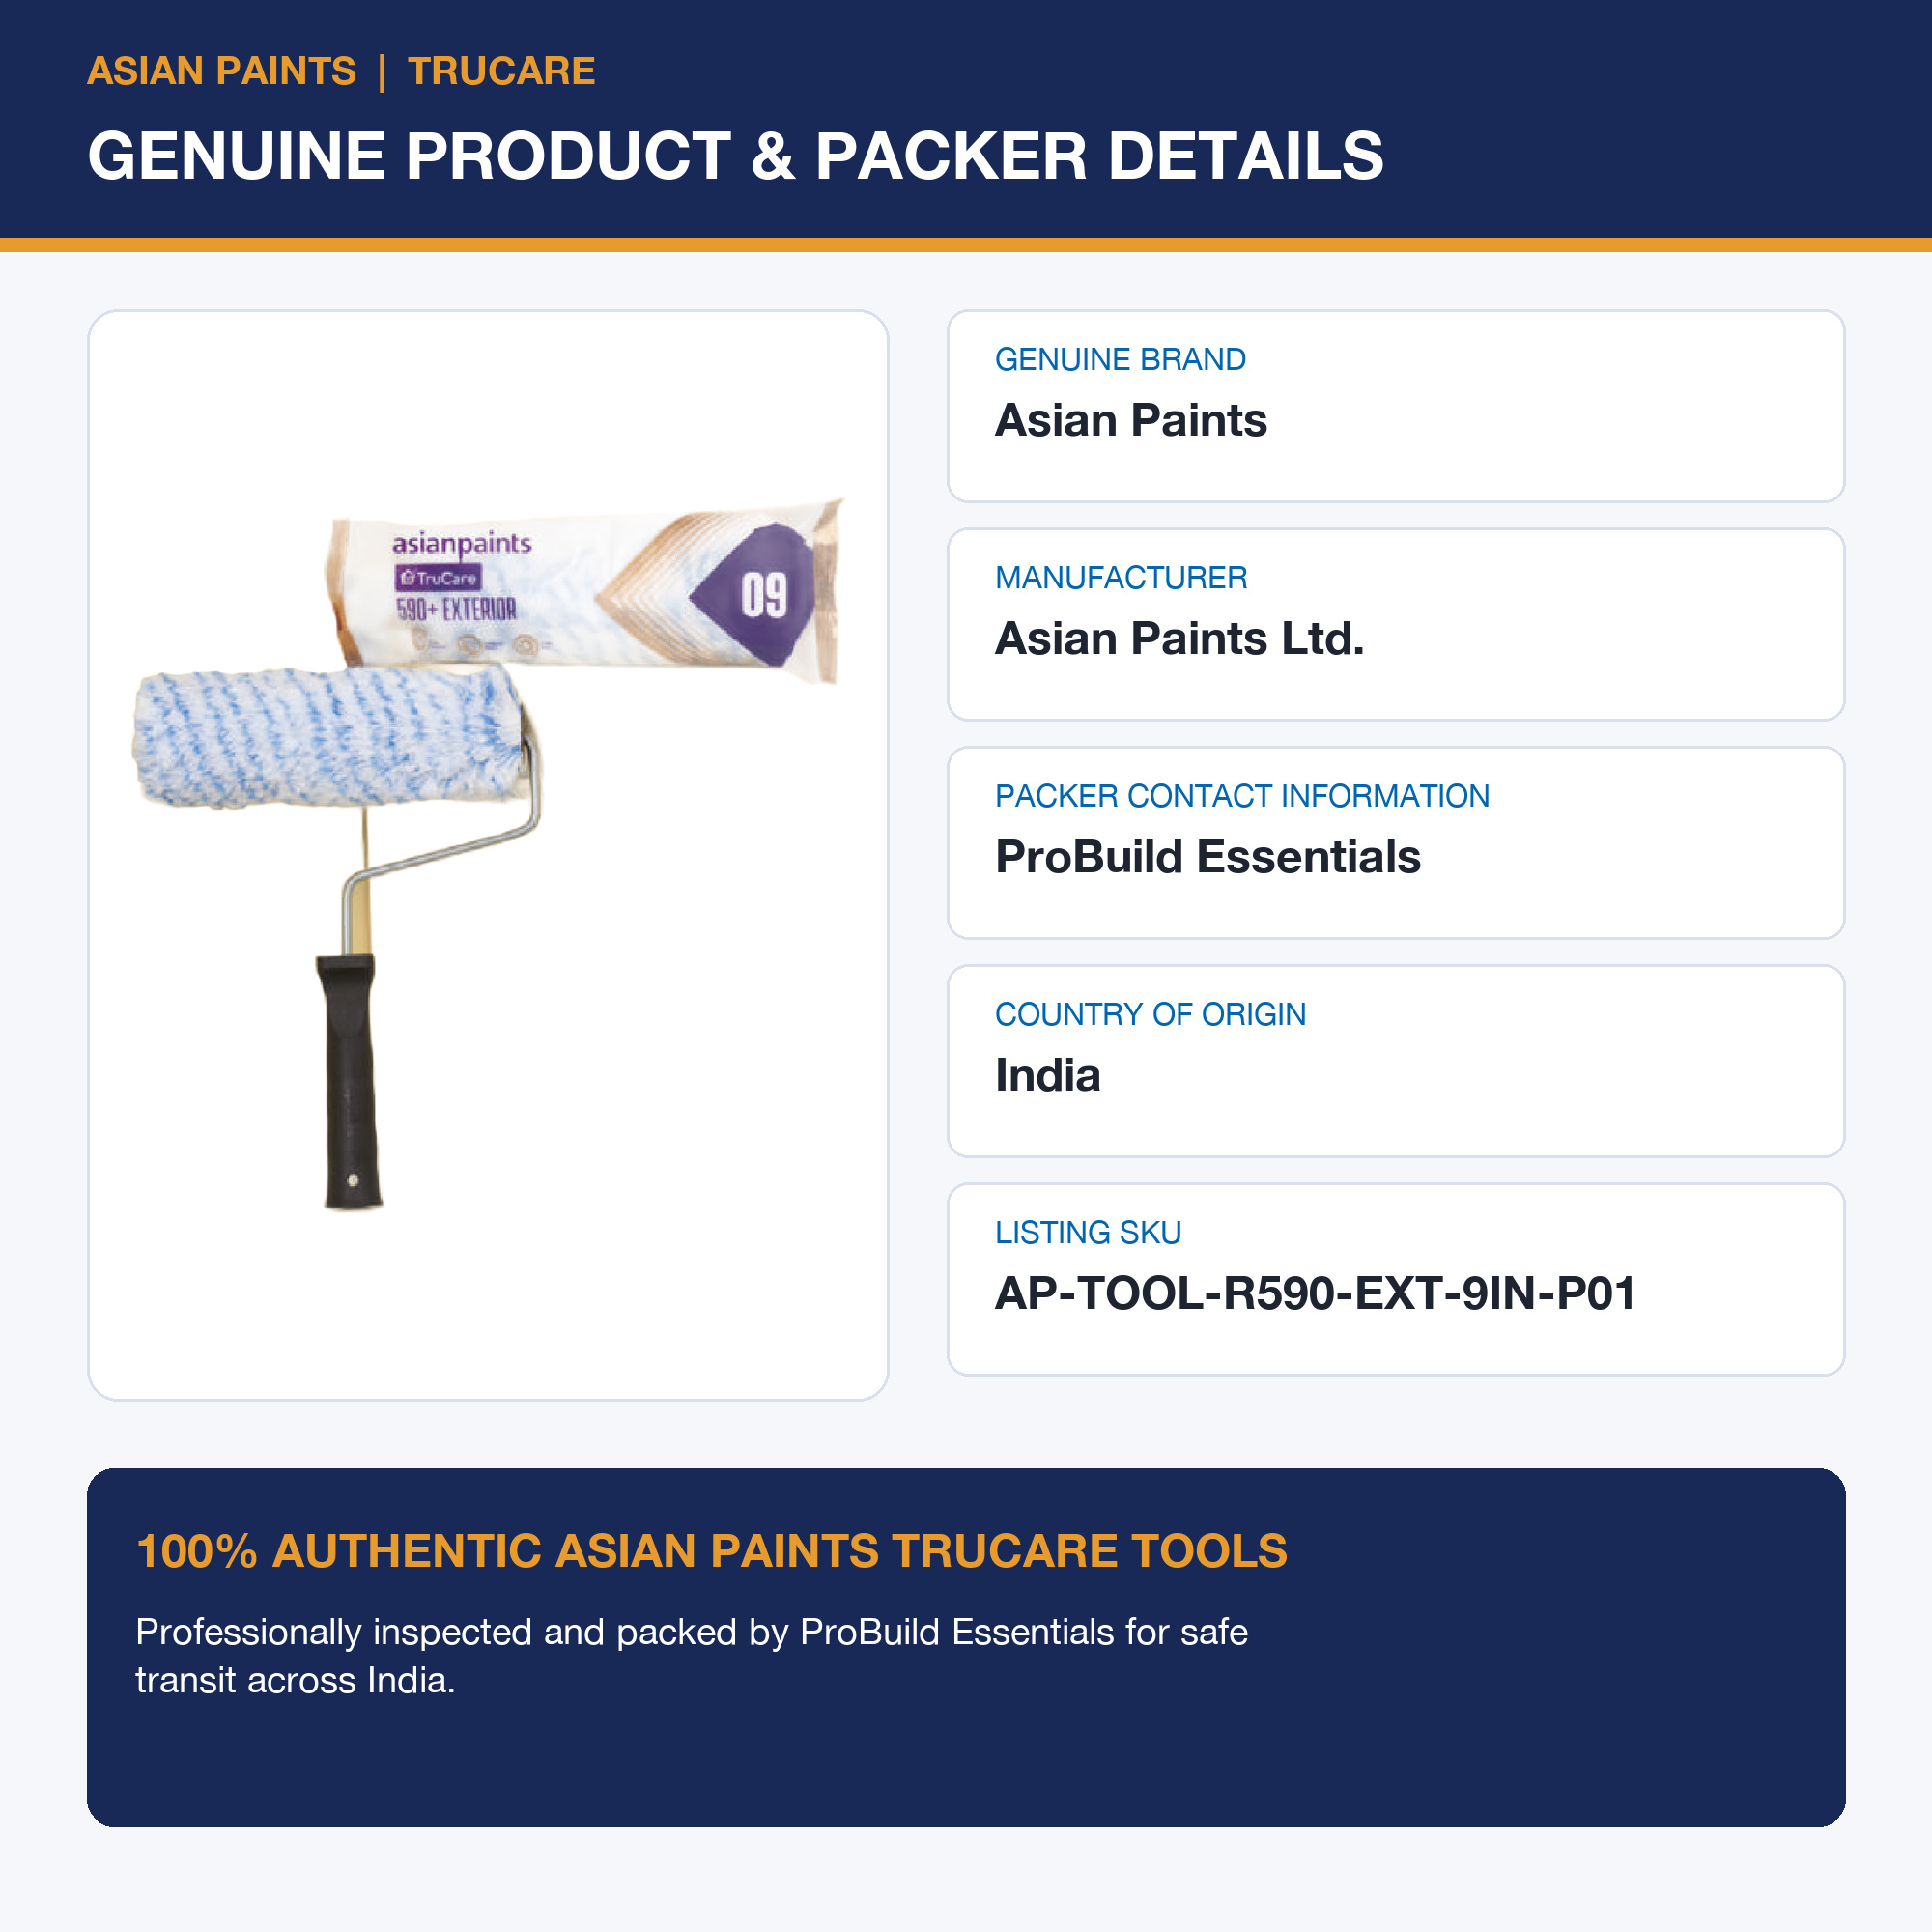 ASIAN PAINTS | TRUCARE
GENUINE PRODUCT & PACKER DETAILS
asianpaints
TruCare
590+ EXTERIOR
09
GENUINE BRAND
Asian Paints
MANUFACTURER
Asian Paints Ltd.
PACKER CONTACT INFORMATION
ProBuild Essentials
COUNTRY OF ORIGIN
India
LISTING SKU
AP-TOOL-R590-EXT-9IN-P01
100% AUTHENTIC ASIAN PAINTS TRUCARE TOOLS
Professionally inspected and packed by ProBuild Essentials for safe
transit across India.